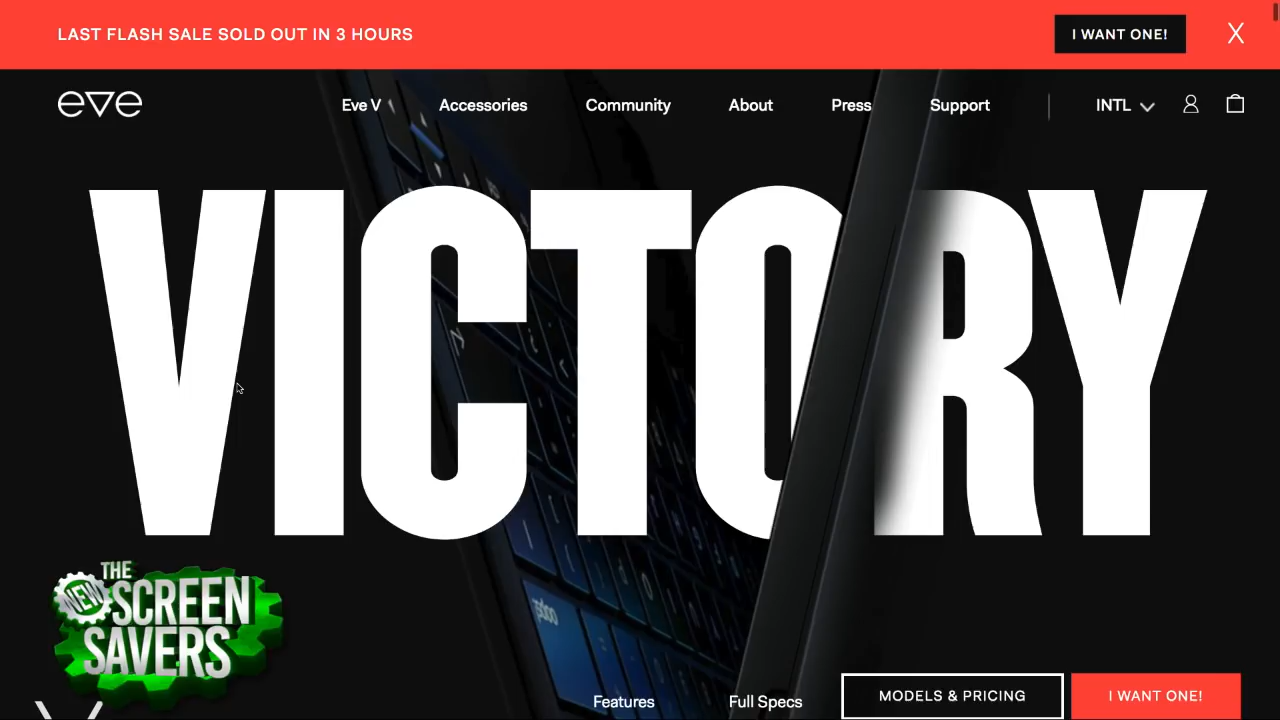 LAST FLASH SALE SOLD OUT IN 3 HOURS
I WANT ONE!
X
eve
Eve V
Accessories
Community
About
Press
Support
INTL
VICTORY
THE
NEW
SCREEN
SAVERS
Features
Full Specs
MODELS & PRICING
I WANT ONE!